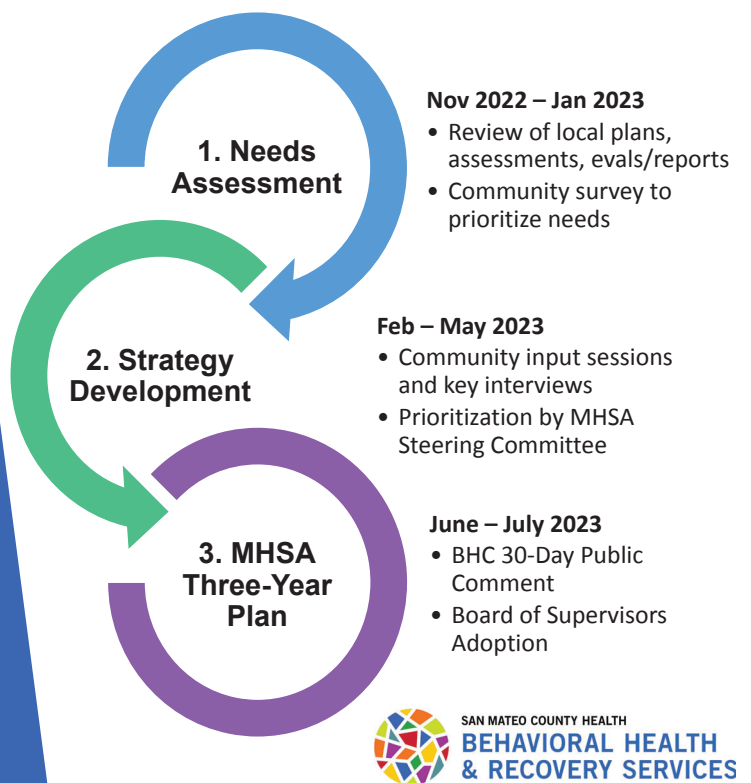 1. Needs
Assessment
Nov 2022 – Jan 2023
• Review of local plans,
assessments, evals/reports
• Community survey to
prioritize needs
2. Strategy
Development
Feb – May 2023
• Community input sessions
and key interviews
• Prioritization by MHSA
Steering Committee
3. MHSA
Three-Year
Plan
June – July 2023
• BHC 30-Day Public
Comment
• Board of Supervisors
Adoption
SAN MATEO COUNTY HEALTH
BEHAVIORAL HEALTH
& RECOVERY SERVICES